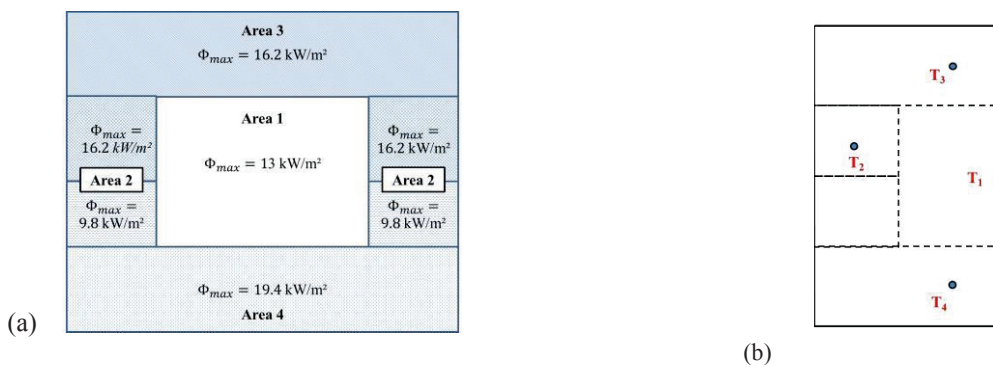 Area 3
Φmax = 16.2 kW/m²
Area 1
Φmax =
16.2 kW/m²
Φmax = 13 kW/m²
Φmax =
16.2 kW/m²
Area 2
Area 2
Φmax =
9.8 kW/m²
Φmax =
9.8 kW/m²
Φmax = 19.4 kW/m²
Area 4
(a)
T3
T2
T1
T4
(b)